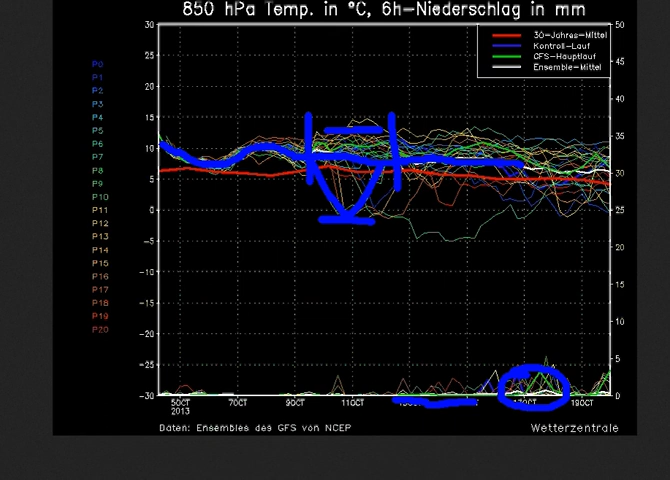 850 hPa Temp. in °C, 6h-Niederschlag in mm
30 50
30-Jahres-Mittel
Kontroll-Lauf
GFS-Hauptlauf
Ensemble-Mittel
25 45
20 40
15 35
10 30
5
0 25
-5 20
-10
-15 15
-20 10
-25 5
-30 0
P0
P1
P2
P3
P4
P5
P6
P7
P8
P9
P10
P11
P12
P13
P14
P15
P16
P17
P18
P19
P20
5OCT 7OCT 9OCT 11OCT 17OCT 19OCT
2013
Daten: Ensembles des GFS von NCEP Wetterzentrale